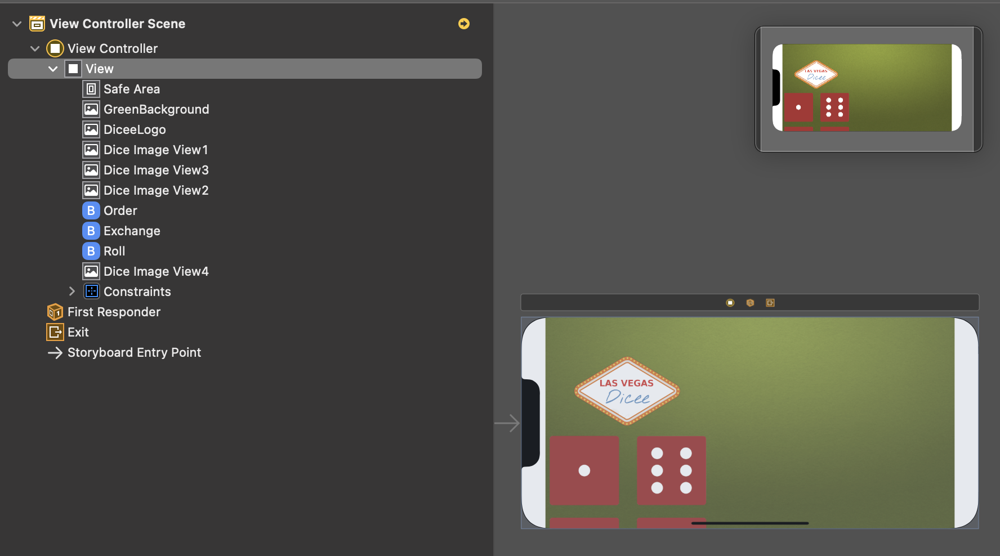 View Controller Scene
View Controller
View
Safe Area
GreenBackground
DiceeLogo
Dice Image View1
Dice Image View3
Dice Image View2
B Order
B Exchange
B Roll
Dice Image View4
Constraints
1 First Responder
Exit
Storyboard Entry Point
LAS VEGAS
Dicee
LAS VEGAS
Dicee